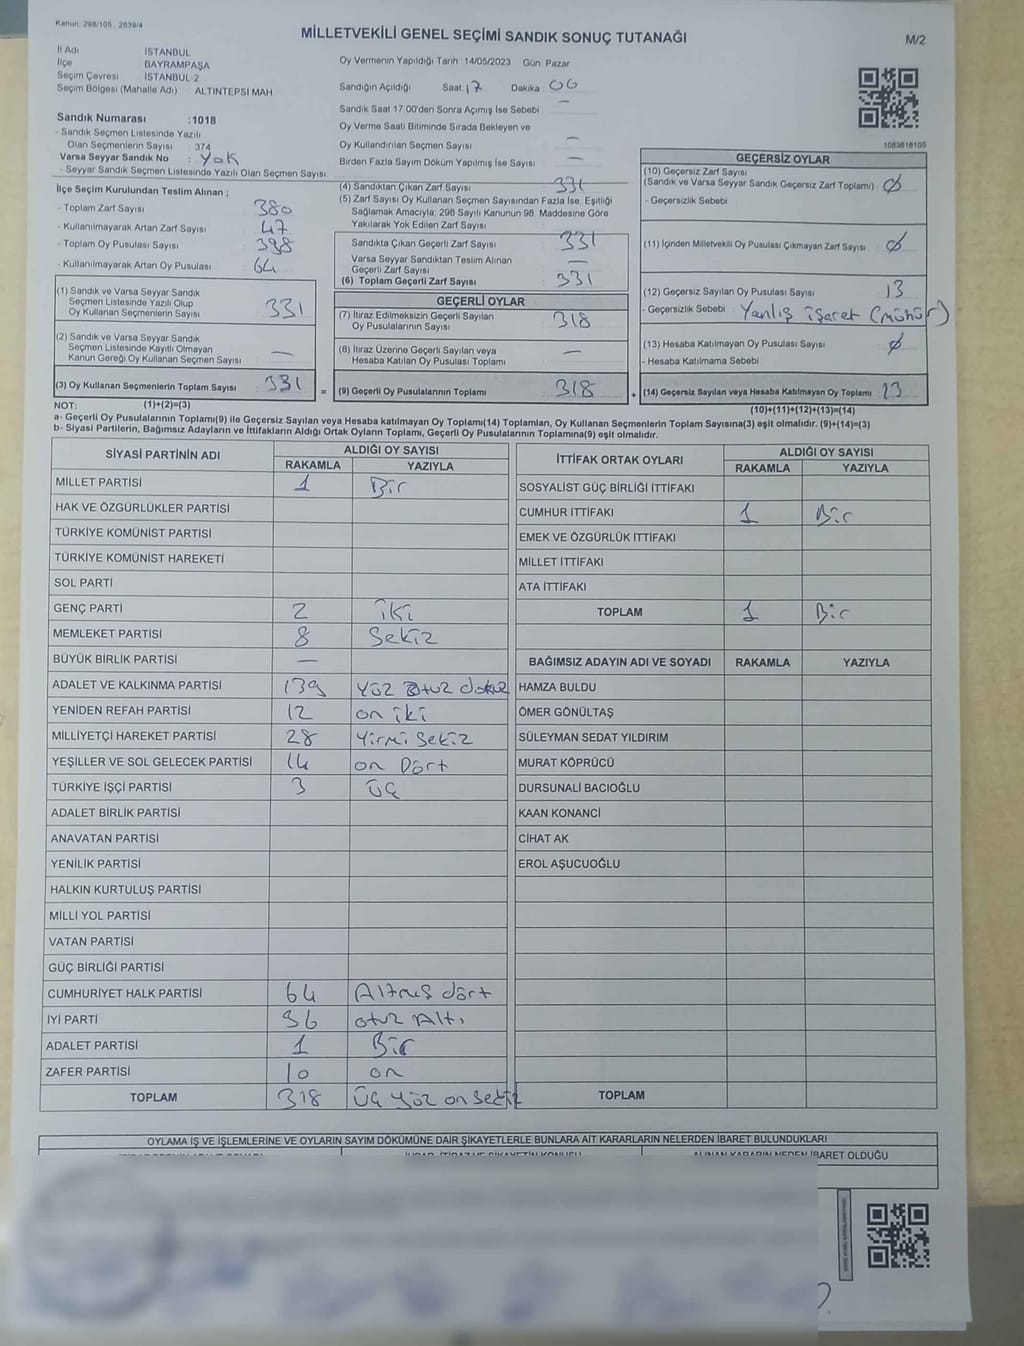 Kanun: 298/105, 2839/4
MİLLETVEKİLİ GENEL SEÇİMİ SANDIK SONUÇ TUTANAĞI
M/2
İl Adı İSTANBUL
İlçe BAYRAMPAŞA
Seçim Çevresi İSTANBUL-2
Seçim Bölgesi (Mahalle Adı) ALTINTEPSİ MAH
Oy Vermenin Yapıldığı Tarih 14/05/2023 Gün Pazar
Sandığın Açıldığı Saat 17 Dakika 06
Sandık Saat 17.00'den Sonra Açımış İse Sebebi —
Oy Verme Saati Bitiminde Sırada Bekleyen ve
Oy Kullandırılan Seçmen Sayısı —
Birden Fazla Sayım Döküm Yapılmış İse Sayısı —
1083618105
Sandık Numarası :1018
- Sandık Seçmen Listesinde Yazılı
Olan Seçmenlerin Sayısı 374
Varsa Seyyar Sandık No : Yok
- Seyyar Sandık Seçmen Listesinde Yazılı Olan Seçmen Sayısı
İlçe Seçim Kurulundan Teslim Alınan ;
- Toplam Zarf Sayısı 380
- Kullanılmayarak Artan Zarf Sayısı 47
- Toplam Oy Pusulası Sayısı 398
- Kullanılmayarak Artan Oy Pusulası 64
(1) Sandık ve Varsa Seyyar Sandık
Seçmen Listesinde Yazılı Olup
Oy Kullanan Seçmenlerin Sayısı 331
(2) Sandık ve Varsa Seyyar Sandık
Seçmen Listesinde Kayıtlı Olmayan
Kanun Gereği Oy Kullanan Seçmen Sayısı —
(3) Oy Kullanan Seçmenlerin Toplam Sayısı 331 =
(4) Sandıktan Çıkan Zarf Sayısı 331
(5) Zarf Sayısı Oy Kullanan Seçmen Sayısından Fazla İse, Eşitliği
Sağlamak Amacıyla, 298 Sayılı Kanunun 98. Maddesine Göre
Yakılarak Yok Edilen Zarf Sayısı
Sandıkta Çıkan Geçerli Zarf Sayısı 331
Varsa Seyyar Sandıktan Teslim Alınan
Geçerli Zarf Sayısı —
(6) Toplam Geçerli Zarf Sayısı 331
GEÇERLİ OYLAR
(7) İtiraz Edilmeksizin Geçerli Sayılan
Oy Pusulalarının Sayısı 318
(8) İtiraz Üzerine Geçerli Sayılan veya
Hesaba Katılan Oy Pusulası Toplamı —
(9) Geçerli Oy Pusulalarının Toplamı 318 +
GEÇERSİZ OYLAR
(10) Geçersiz Zarf Sayısı
(Sandık ve Varsa Seyyar Sandık Geçersiz Zarf Toplamı) Ø
- Geçersizlik Sebebi
(11) İçinden Milletvekili Oy Pusulası Çıkmayan Zarf Sayısı Ø
(12) Geçersiz Sayılan Oy Pusulası Sayısı 13
- Geçersizlik Sebebi Yanlış işaret (mühür)
(13) Hesaba Katılmayan Oy Pusulası Sayısı Ø
- Hesaba Katılmama Sebebi
(14) Geçersiz Sayılan veya Hesaba Katılmayan Oy Toplamı 13
NOT: (1)+(2)=(3)
(10)+(11)+(12)+(13)=(14)
a- Geçerli Oy Pusulalarının Toplamı(9) ile Geçersiz Sayılan veya Hesaba katılmayan Oy Toplamı(14) Toplamları, Oy Kullanan Seçmenlerin Toplam Sayısına(3) eşit olmalıdır. (9)+(14)=(3)
b- Siyasi Partilerin, Bağımsız Adayların ve İttifakların Aldığı Ortak Oyların Toplamı, Geçerli Oy Pusulalarının Toplamına(9) eşit olmalıdır.
SİYASİ PARTİNİN ADI ALDIĞI OY SAYISI
RAKAMLA YAZIYLA
MİLLET PARTİSİ 1 Bir
HAK VE ÖZGÜRLÜKLER PARTİSİ
TÜRKİYE KOMÜNİST PARTİSİ
TÜRKİYE KOMÜNİST HAREKETİ
SOL PARTİ
GENÇ PARTİ 2 iki
MEMLEKET PARTİSİ 8 Sekiz
BÜYÜK BİRLİK PARTİSİ —
ADALET VE KALKINMA PARTİSİ 139 Yüz otuz dokuz
YENİDEN REFAH PARTİSİ 12 on iki
MİLLİYETÇİ HAREKET PARTİSİ 28 Yirmi Sekiz
YEŞİLLER VE SOL GELECEK PARTİSİ 14 on Dört
TÜRKİYE İŞÇİ PARTİSİ 3 Üç
ADALET BİRLİK PARTİSİ
ANAVATAN PARTİSİ
YENİLİK PARTİSİ
HALKIN KURTULUŞ PARTİSİ
MİLLİ YOL PARTİSİ
VATAN PARTİSİ
GÜÇ BİRLİĞİ PARTİSİ
CUMHURİYET HALK PARTİSİ 64 Altmış dört
İYİ PARTİ 36 otuz Altı
ADALET PARTİSİ 1 Bir
ZAFER PARTİSİ 10 on
TOPLAM 318 Üç Yüz on Sekiz
İTTİFAK ORTAK OYLARI ALDIĞI OY SAYISI
RAKAMLA YAZIYLA
SOSYALİST GÜÇ BİRLİĞİ İTTİFAKI
CUMHUR İTTİFAKI 1 Bir
EMEK VE ÖZGÜRLÜK İTTİFAKI
MİLLET İTTİFAKI
ATA İTTİFAKI
TOPLAM 1 Bir
BAĞIMSIZ ADAYIN ADI VE SOYADI RAKAMLA YAZIYLA
HAMZA BULDU
ÖMER GÖNÜLTAŞ
SÜLEYMAN SEDAT YILDIRIM
MURAT KÖPRÜCÜ
DURSUNALİ BACIOĞLU
KAAN KONANCİ
CİHAT AK
EROL AŞUCUOĞLU
TOPLAM
OYLAMA İŞ VE İŞLEMLERİNE VE OYLARIN SAYIM DÖKÜMÜNE DAİR ŞİKAYETLERLE BUNLARA AİT KARARLARIN NELERDEN İBARET BULUNDUKLARI
ALINAN KARARIN NEDEN İBARET OLDUĞU